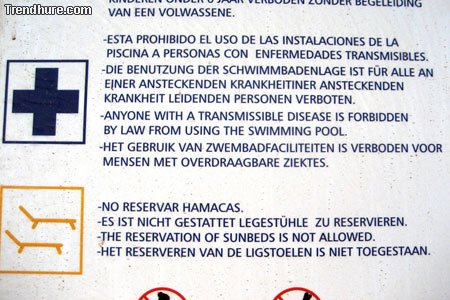 Trendhure.com
KINDEREN ONDER 8 JAAR VERBODEN ZONDER BEGELEIDING
VAN EEN VOLWASSENE.
-ESTA PROHIBIDO EL USO DE LAS INSTALACIONES DE LA
PISCINA A PERSONAS CON ENFERMEDADES TRANSMISIBLES.
-DIE BENUTZUNG DER SCHWIMMBADENLAGE IST FÜR ALLE AN
EINER ANSTECKENDEN KRANKHEITINER ANSTECKENDEN
KRANKHEIT LEIDENDEN PERSONEN VERBOTEN.
-ANYONE WITH A TRANSMISSIBLE DISEASE IS FORBIDDEN
BY LAW FROM USING THE SWIMMING POOL.
-HET GEBRUIK VAN ZWEMBADFACILITEITEN IS VERBODEN VOOR
MENSEN MET OVERDRAAGBARE ZIEKTES.
-NO RESERVAR HAMACAS.
-ES IST NICHT GESTATTET LEGESTÜHLE ZU RESERVIEREN.
-THE RESERVATION OF SUNBEDS IS NOT ALLOWED.
-HET RESERVEREN VAN DE LIGSTOELEN IS NIET TOEGESTAAN.